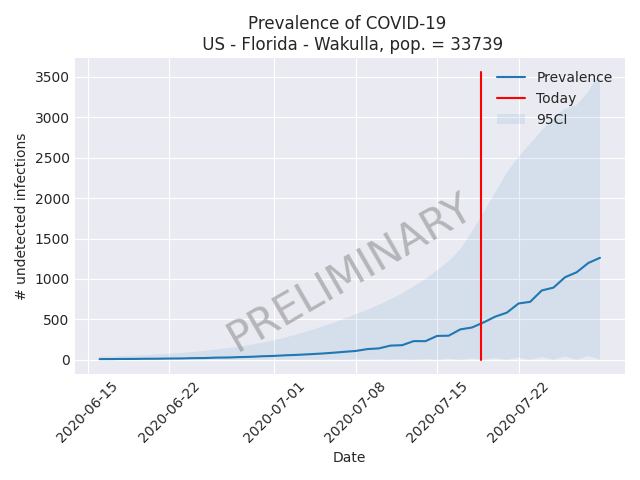 Prevalence of COVID-19
US - Florida - Wakulla, pop. = 33739
3500
3000
2500
2000
1500
1000
500
0
# undetected infections
Prevalence
Today
95CI
PRELIMINARY
2020-06-15
2020-06-22
2020-07-01
2020-07-08
2020-07-15
2020-07-22
Date